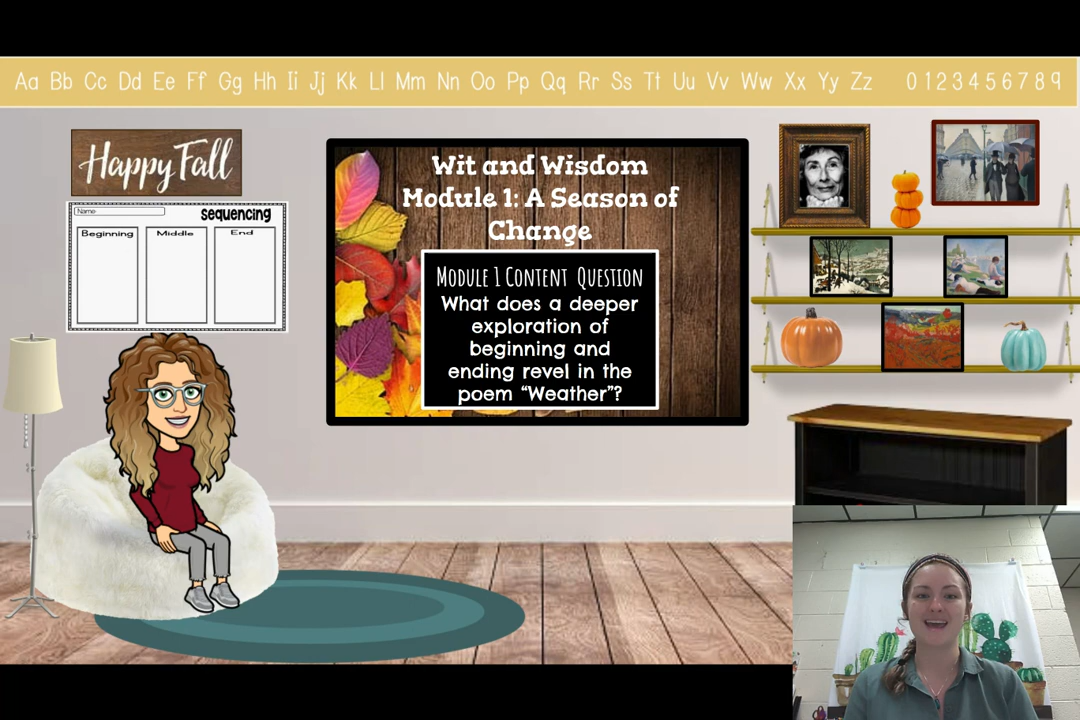 Aa Bb Cc Dd Ee Ff Gg Hh Ii Jj Kk Ll Mm Nn Oo Pp Qq Rr Ss Tt Uu Vv Ww Xx Yy Zz 0 1 2 3 4 5 6 7 8 9
Happy Fall
Name
Sequencing
Beginning Middle End
Wit and Wisdom
Module 1: A Season of
Change
Module 1 Content Question
What does a deeper
exploration of
beginning and
ending revel in the
poem “Weather”?